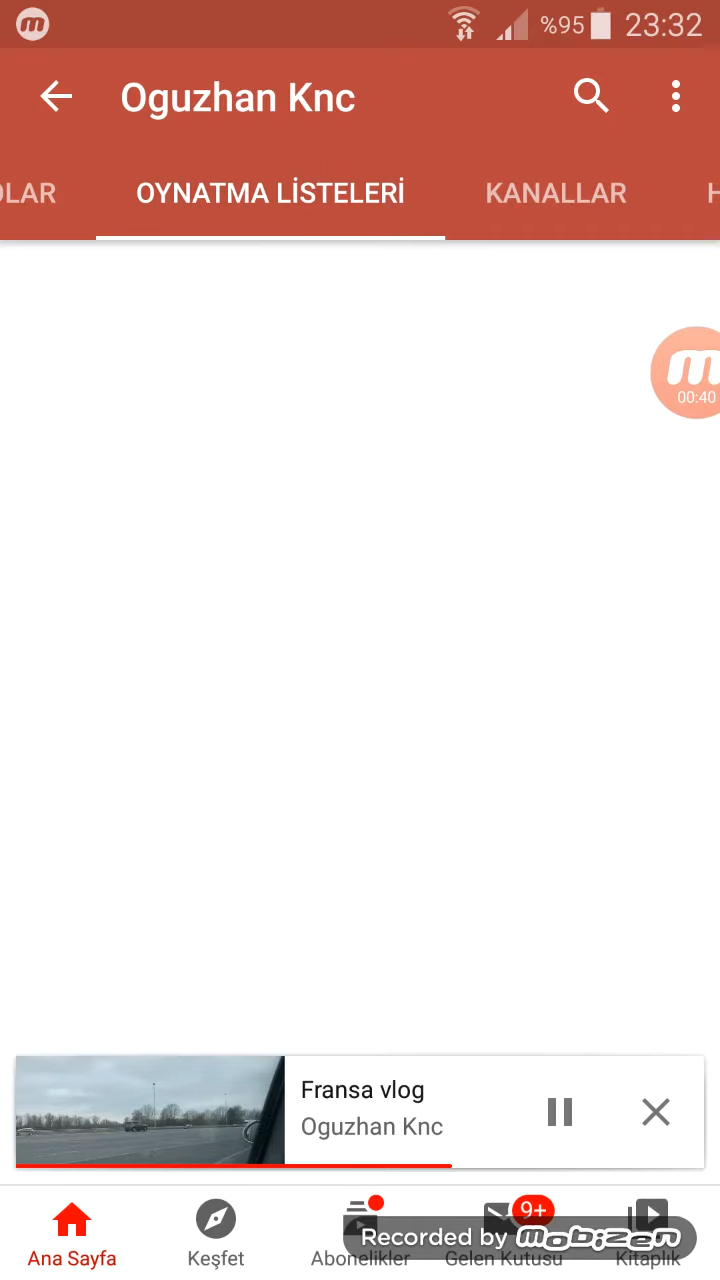 %95 23:32
Oguzhan Knc
OLAR OYNATMA LİSTELERİ KANALLAR H
m
00:40
Fransa vlog
Oguzhan Knc
9+
Recorded by mobizen
Ana Sayfa Keşfet Abonelikler Gelen Kutusu Kitaplık